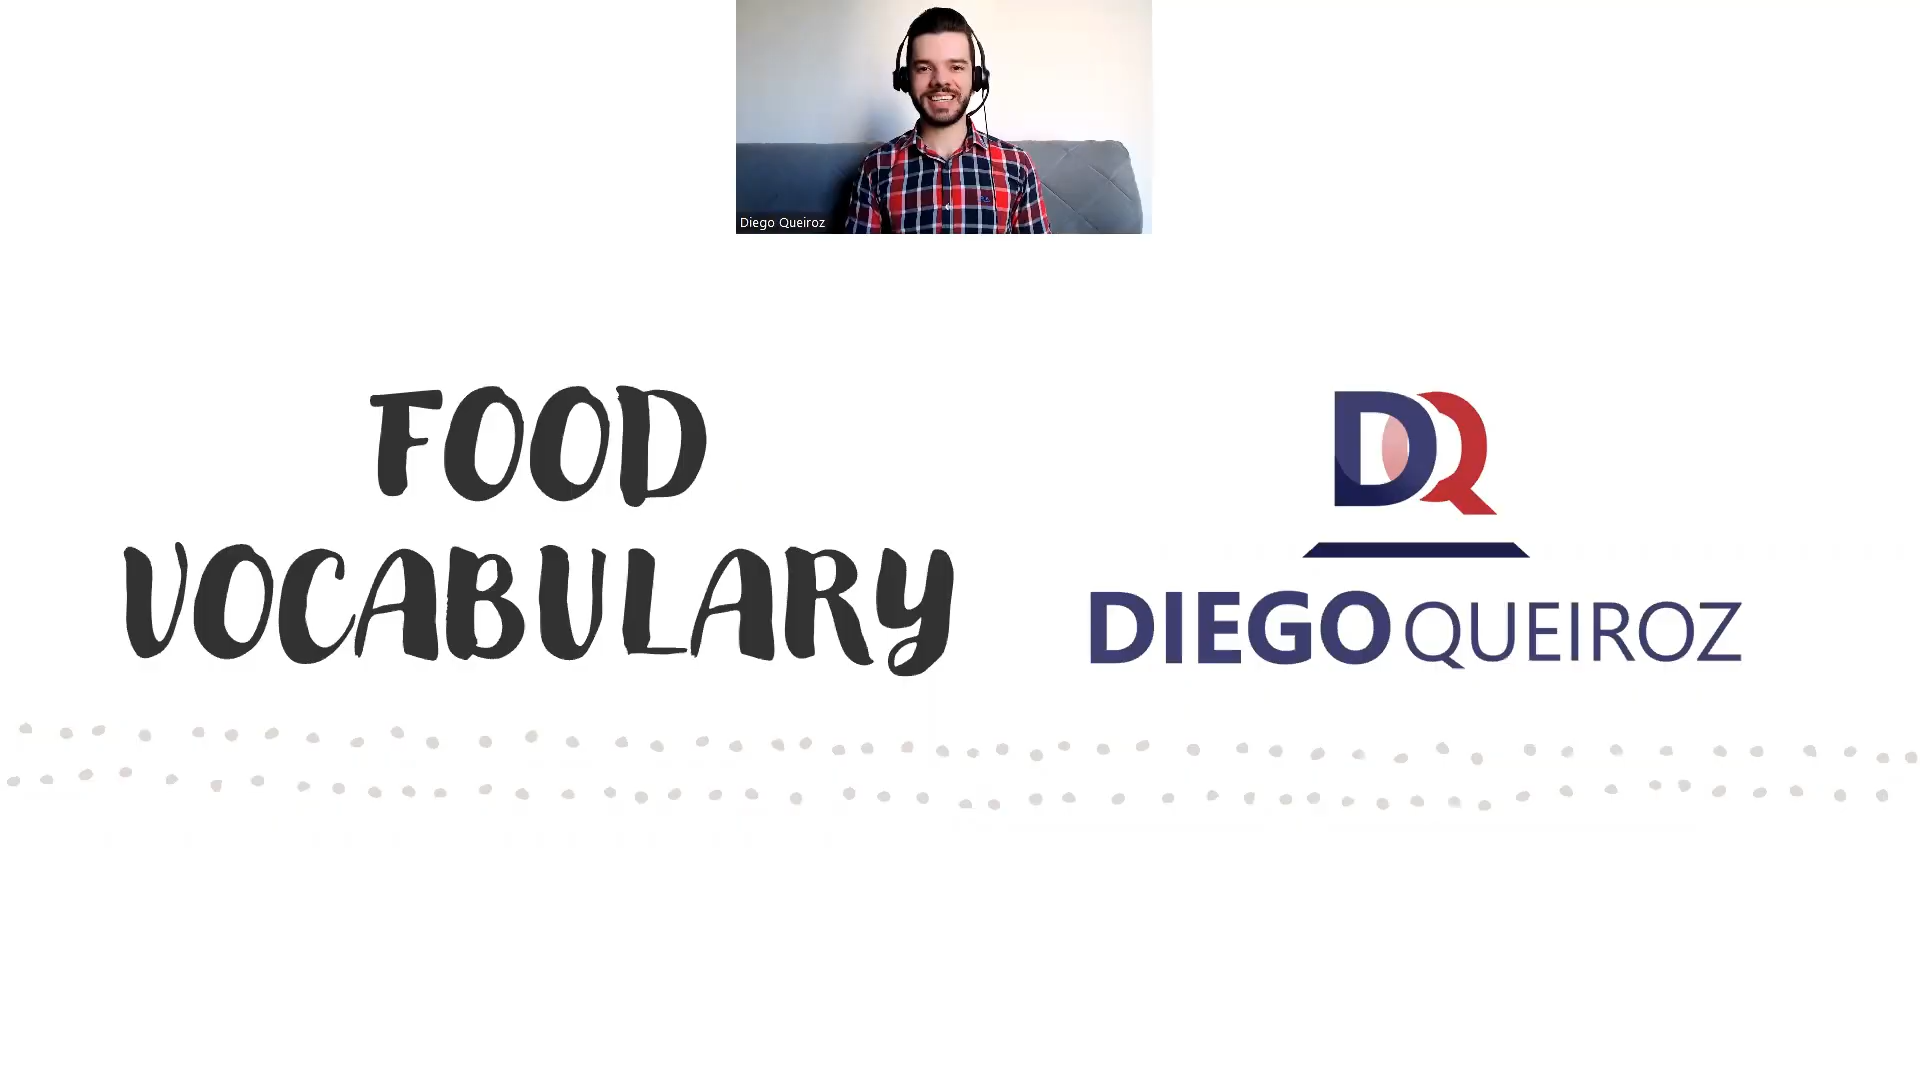 Diego Queiroz
FOOD
VOCABULARY
DQ
DIEGO QUEIROZ